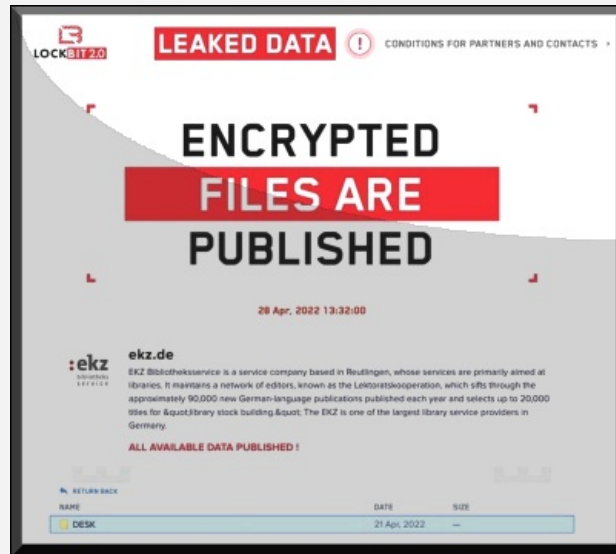 LOCKBIT 2.0
LEAKED DATA
!
CONDITIONS FOR PARTNERS AND CONTACTS ›
ENCRYPTED
FILES ARE
PUBLISHED
28 Apr, 2022 13:32:00
:ekz
bibliotheks
service
ekz.de
EKZ Bibliotheksservice is a service company based in Reutlingen, whose services are primarily aimed at
libraries. It maintains a network of editors, known as the Lektoratskooperation, which sifts through the
approximately 90,000 new German-language publications published each year and selects up to 20,000
titles for &quot;library stock building.&quot; The EKZ is one of the largest library service providers in
Germany.
ALL AVAILABLE DATA PUBLISHED !
RETURN BACK
NAME DATE SIZE
DESK 21 Apr, 2022 —